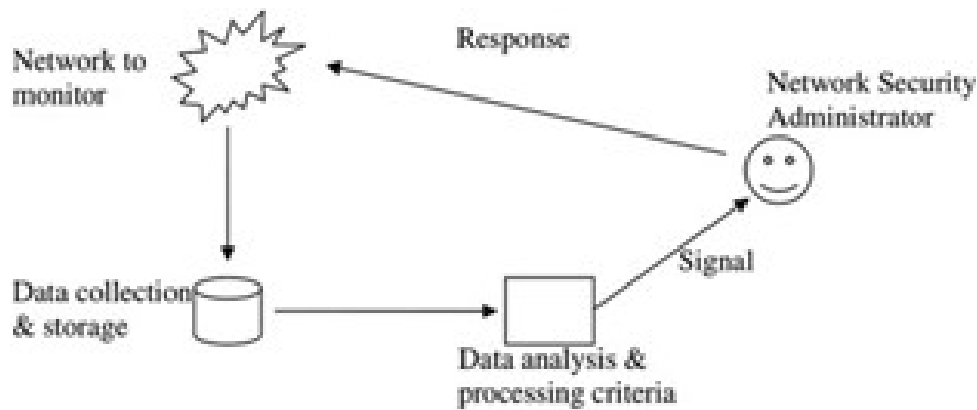 Response
Network to
monitor
Network Security
Administrator
Signal
Data collection
& storage
Data analysis &
processing criteria